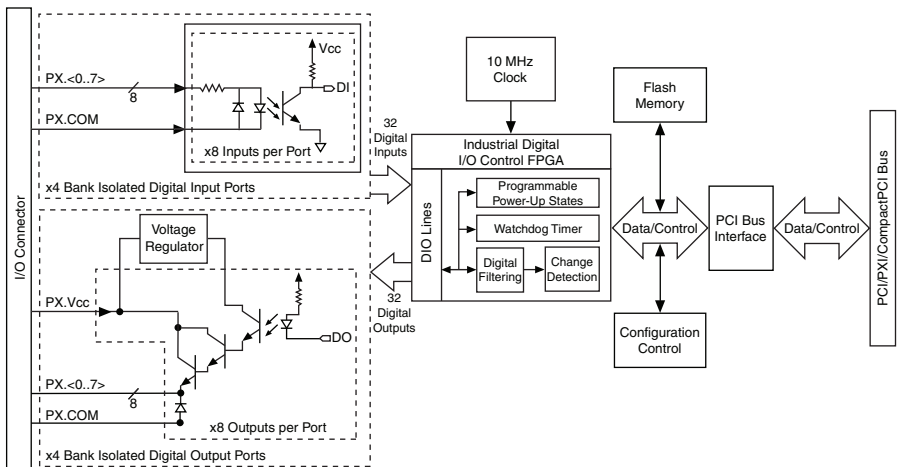 I/O Connector
PX.<0..7>
8
PX.COM
Vcc
DI
x8 Inputs per Port
x4 Bank Isolated Digital Input Ports
32
Digital
Inputs
10 MHz
Clock
Industrial Digital
I/O Control FPGA
DIO Lines
Programmable
Power-Up States
Watchdog Timer
Digital
Filtering
Change
Detection
Flash
Memory
Data/Control
Configuration
Control
PCI Bus
Interface
Data/Control
PCI/PXI/CompactPCI Bus
Voltage
Regulator
PX.Vcc
DO
32
Digital
Outputs
PX.<0..7>
8
PX.COM
x8 Outputs per Port
x4 Bank Isolated Digital Output Ports